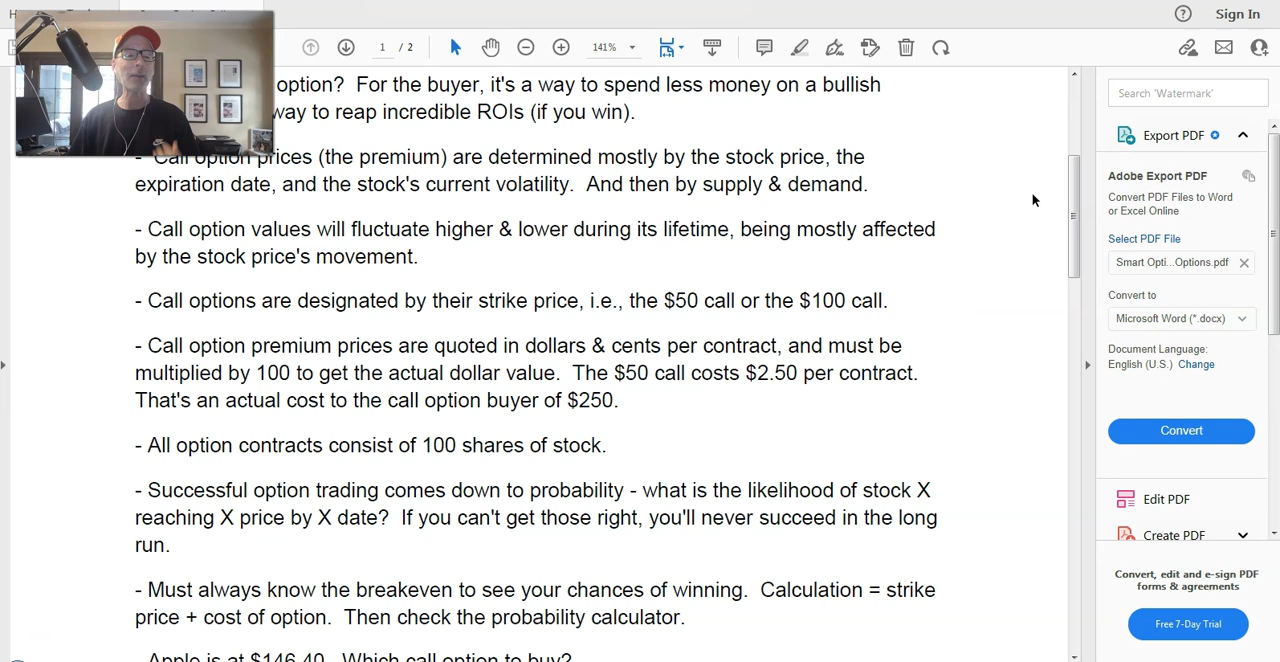 Sign In
1 / 2
141%
option? For the buyer, it's a way to spend less money on a bullish
way to reap incredible ROIs (if you win).
- Call option prices (the premium) are determined mostly by the stock price, the
expiration date, and the stock's current volatility. And then by supply & demand.
- Call option values will fluctuate higher & lower during its lifetime, being mostly affected
by the stock price's movement.
- Call options are designated by their strike price, i.e., the $50 call or the $100 call.
- Call option premium prices are quoted in dollars & cents per contract, and must be
multiplied by 100 to get the actual dollar value. The $50 call costs $2.50 per contract.
That's an actual cost to the call option buyer of $250.
- All option contracts consist of 100 shares of stock.
- Successful option trading comes down to probability - what is the likelihood of stock X
reaching X price by X date? If you can't get those right, you'll never succeed in the long
run.
- Must always know the breakeven to see your chances of winning. Calculation = strike
price + cost of option. Then check the probability calculator.
- Apple is at $146.40. Which call option to buy?
Search 'Watermark'
Export PDF
Adobe Export PDF
Convert PDF Files to Word
or Excel Online
Select PDF File
Smart Opti...Options.pdf
Convert to
Microsoft Word (*.docx)
Document Language:
English (U.S.) Change
Convert
Edit PDF
Create PDF
Convert, edit and e-sign PDF
forms & agreements
Free 7-Day Trial